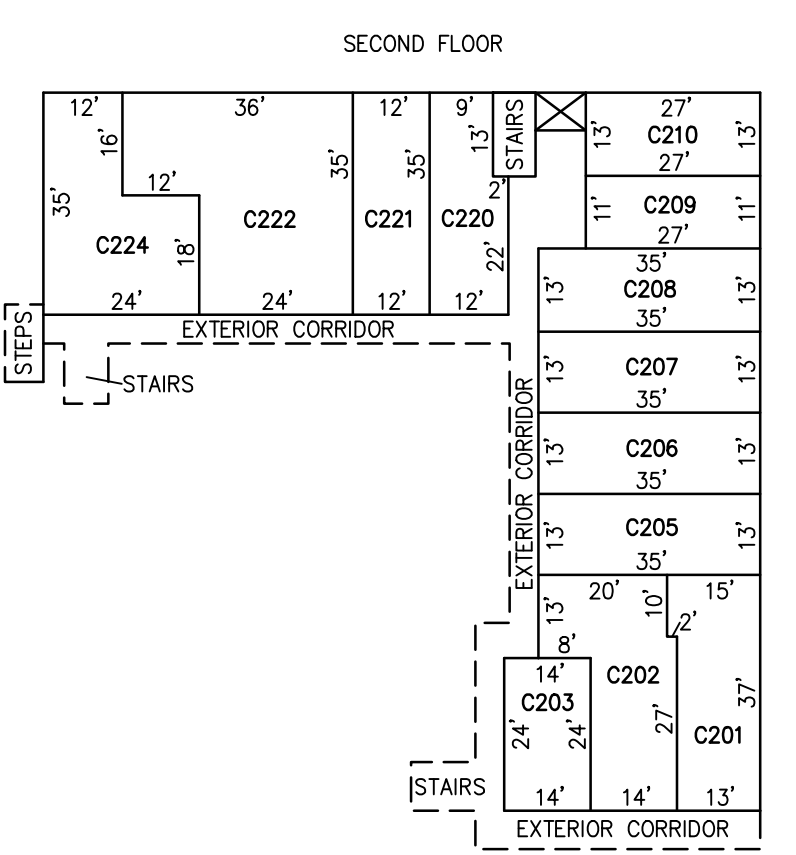 SECOND FLOOR
12' 36' 12' 9' 27'
16' 13' STAIRS 13' C210 13'
27'
35' 12' 35' 35' 2' 11' C209 11'
C224 18' C222 C221 C220 22' 27'
24' 24' 12' 12'
35'
13' C208 13'
35'
STEPS EXTERIOR CORRIDOR
STAIRS
EXTERIOR CORRIDOR
13' C207 13'
35'
13' C206 13'
35'
13' C205 13'
35'
20' 15'
13' 10' 2'
8'
14' C202
C203 37'
24' 24' 27' C201
STAIRS
14' 14' 13'
EXTERIOR CORRIDOR